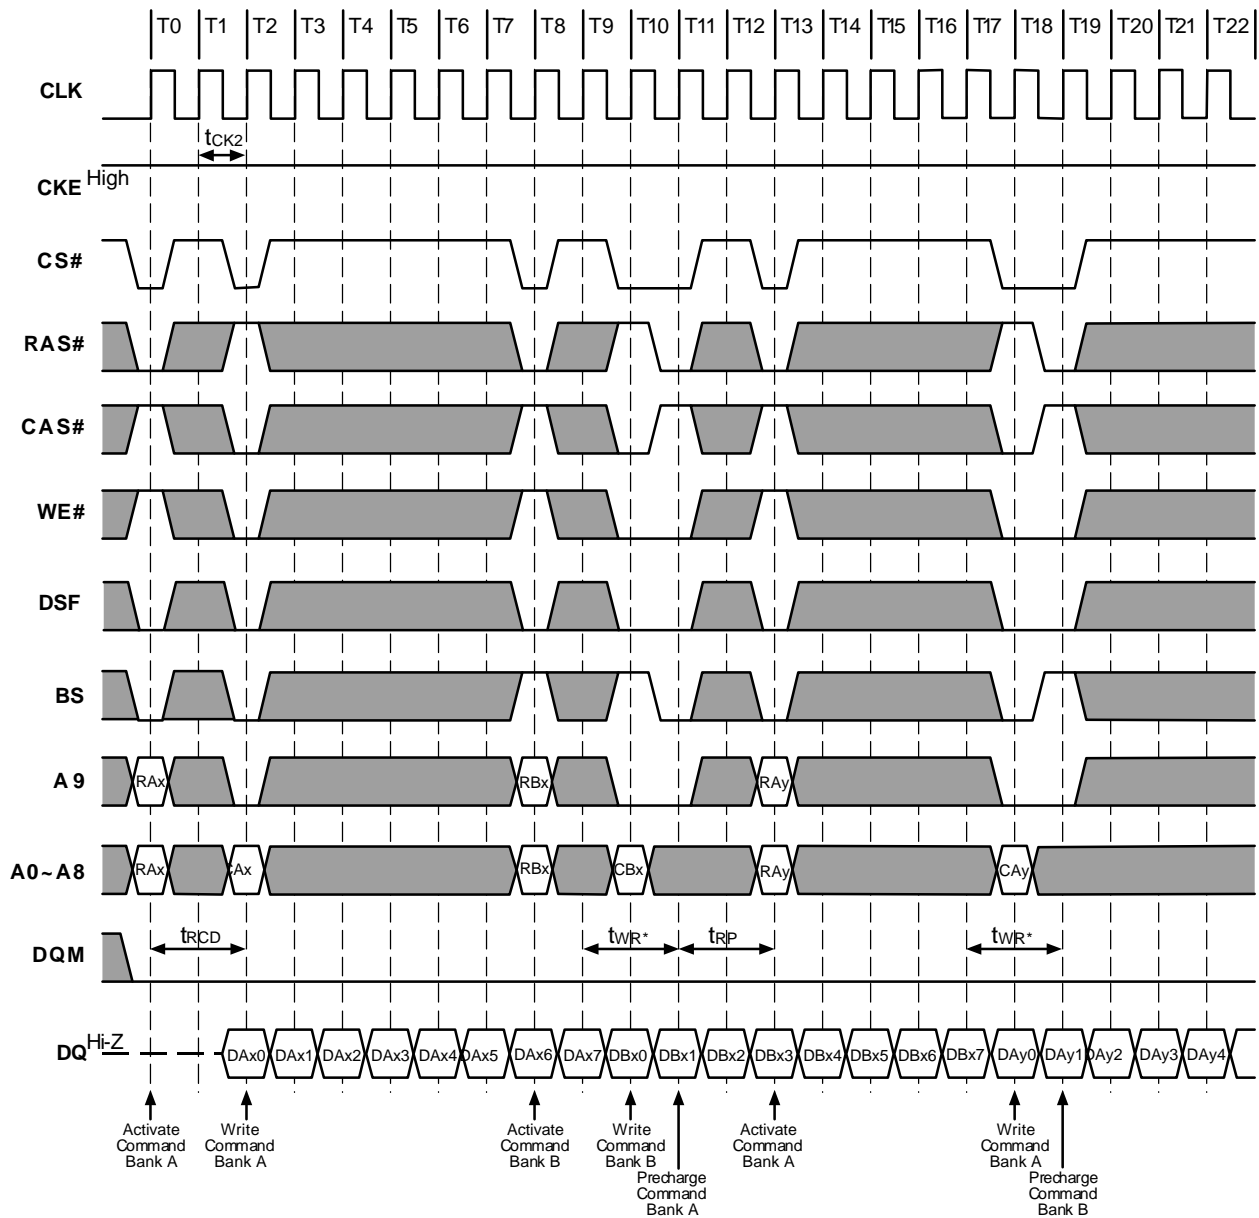 T0 T1 T2 T3 T4 T5 T6 T7 T8 T9 T10 T11 T12 T13 T14 T15 T16 T17 T18 T19 T20 T21 T22
CLK
tCK2
CKE High
CS#
RAS#
CAS#
WE#
DSF
BS
A9 RAx RBx RAy
A0~A8 RAx CAx RBx CBx RAy CAy
DQM tRCD tWR* tRP tWR*
DQ Hi-Z DAx0 DAx1 DAx2 DAx3 DAx4 DAx5 DAx6 DAx7 DBx0 DBx1 DBx2 DBx3 DBx4 DBx5 DBx6 DBx7 DAy0 DAy1 DAy2 DAy3 DAy4
Activate
Command
Bank A
Write
Command
Bank A
Activate
Command
Bank B
Write
Command
Bank B
Precharge
Command
Bank A
Activate
Command
Bank A
Write
Command
Bank A
Precharge
Command
Bank B